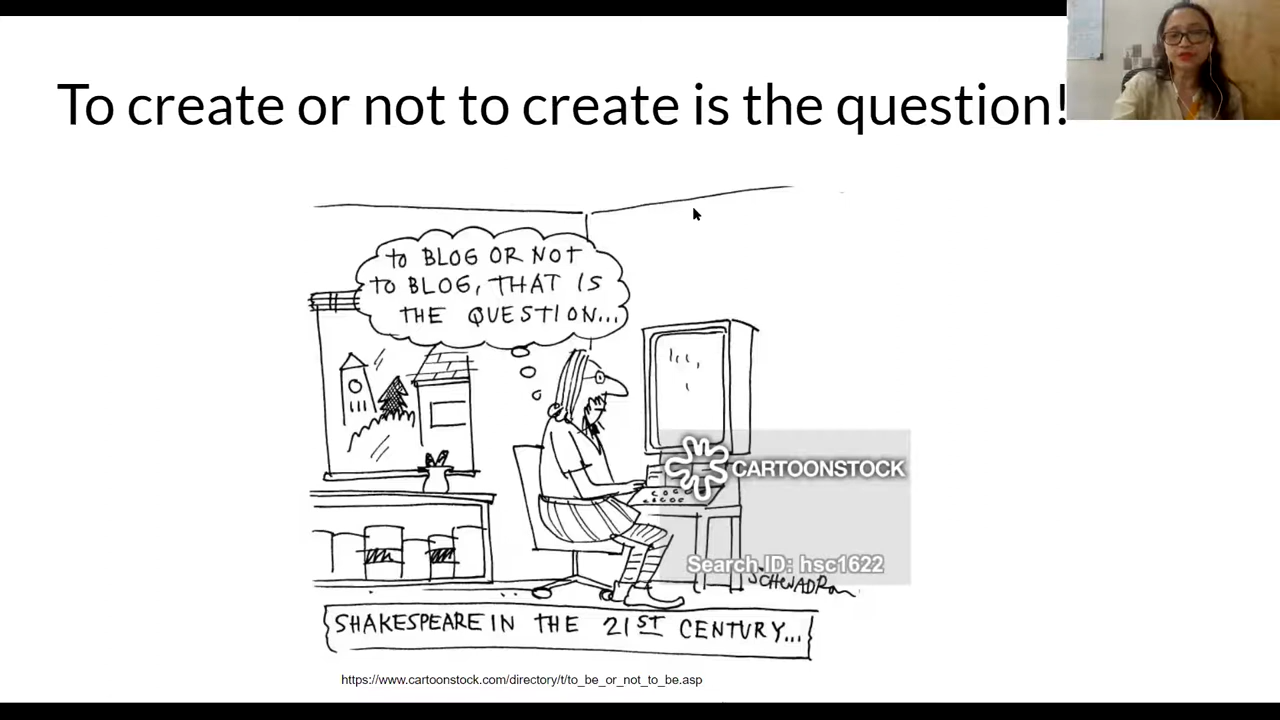 To create or not to create is the question!
TO BLOG OR NOT
TO BLOG, THAT IS
THE QUESTION...
CARTOONSTOCK
Search ID: hsc1622
SCHWADRON
SHAKESPEARE IN THE 21ST CENTURY...
https://www.cartoonstock.com/directory/t/to_be_or_not_to_be.asp